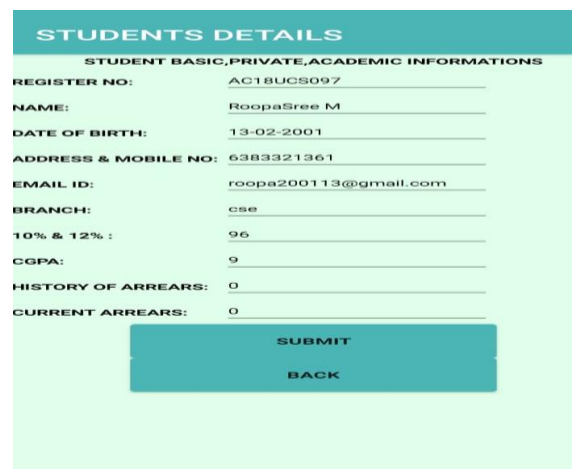 STUDENTS DETAILS
STUDENT BASIC,PRIVATE,ACADEMIC INFORMATIONS
REGISTER NO: AC18UCS097
NAME: RoopaSree M
DATE OF BIRTH: 13-02-2001
ADDRESS & MOBILE NO: 6383321361
EMAIL ID: roopa200113@gmail.com
BRANCH: cse
10% & 12% : 96
CGPA: 9
HISTORY OF ARREARS: 0
CURRENT ARREARS: 0
SUBMIT
BACK